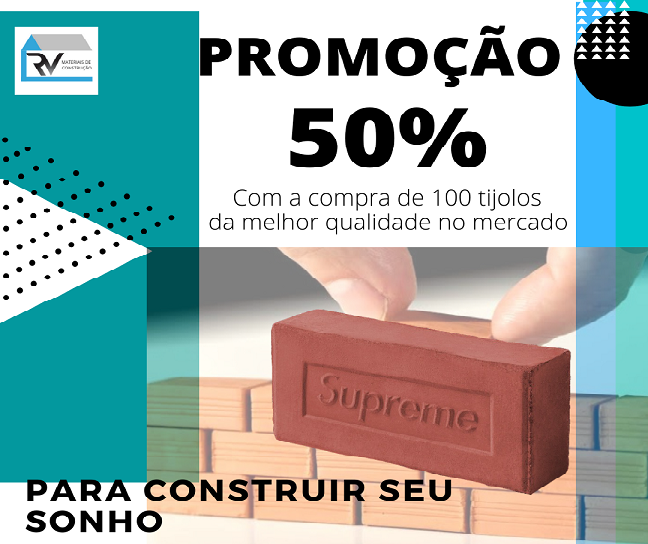 RV MATERIAIS DE
CONSTRUÇÃO
PROMOÇÃO
50%
Com a compra de 100 tijolos
da melhor qualidade no mercado
Supreme
PARA CONSTRUIR SEU
SONHO